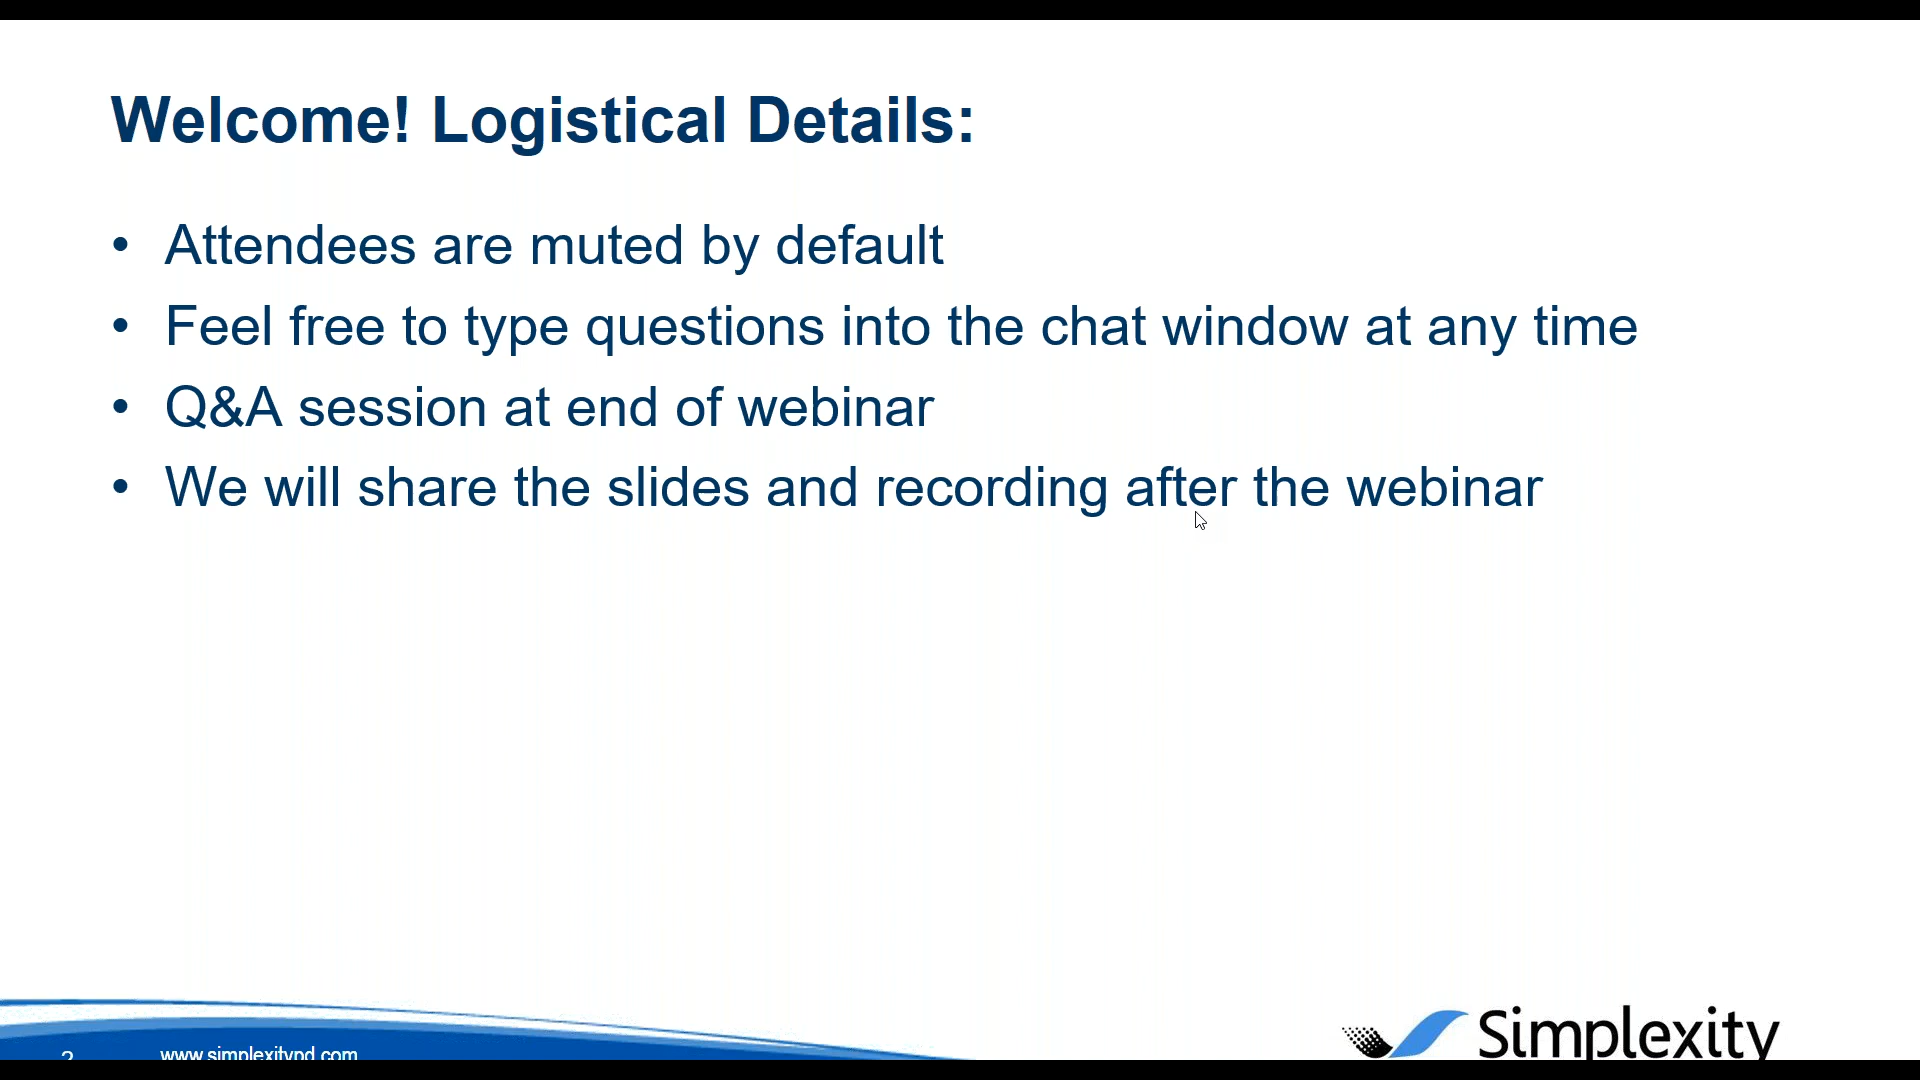 Welcome! Logistical Details:
• Attendees are muted by default
• Feel free to type questions into the chat window at any time
• Q&A session at end of webinar
• We will share the slides and recording after the webinar
2
www.simplexitypd.com
Simplexity